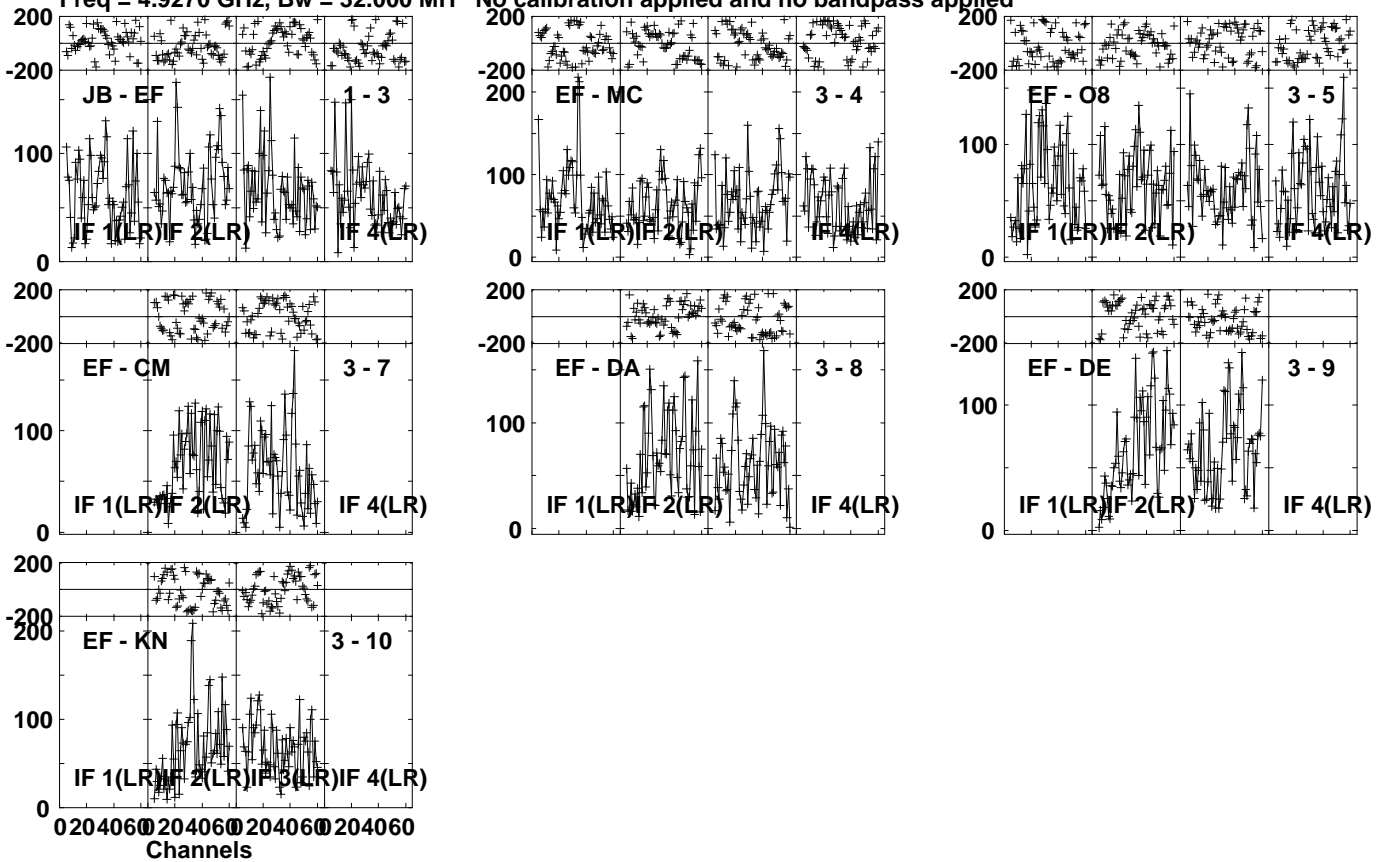 Freq = 4.9270 GHz, Bw = 32.000 MH No calibration applied and no bandpass applied
200 200 200
-200 -200 -200
JB - EF 1 - 3 EF - MC 3 - 4 EF - O8 3 - 5
200
100 100 100
IF 1(LR) IF 2(LR) IF 4(LR) IF 1(LR) IF 2(LR) IF 4(LR) IF 1(LR) IF 2(LR) IF 4(LR)
0 0 0
200 200 200
-200 -200 -200
EF - CM 3 - 7 EF - DA 3 - 8 EF - DE 3 - 9
100 100 100
IF 1(LR) IF 2(LR) IF 4(LR) IF 1(LR) IF 2(LR) IF 4(LR) IF 1(LR) IF 2(LR) IF 4(LR)
0 0 0
200
-200
200
EF - KN 3 - 10
100
IF 1(LR) IF 2(LR) IF 3(LR) IF 4(LR)
0
0 20 40 60 0 20 40 60 0 20 40 60 0 20 40 60
Channels